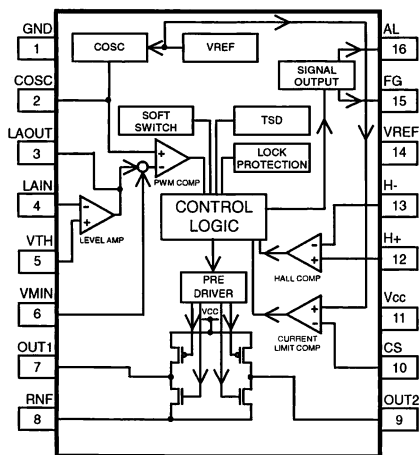 GND
1
COSC
2
LAOUT
3
LAIN
4
VTH
5
VMIN
6
OUT1
7
RNF
8
COSC
VREF
SIGNAL
OUTPUT
SOFT
SWITCH
TSD
LOCK
PROTECTION
+
-
PWM COMP
-
+
LEVEL AMP
CONTROL
LOGIC
-
+
HALL COMP
PRE
DRIVER
+
-
CURRENT
LIMIT COMP
VCC
AL
16
FG
15
VREF
14
H-
13
H+
12
Vcc
11
CS
10
OUT2
9